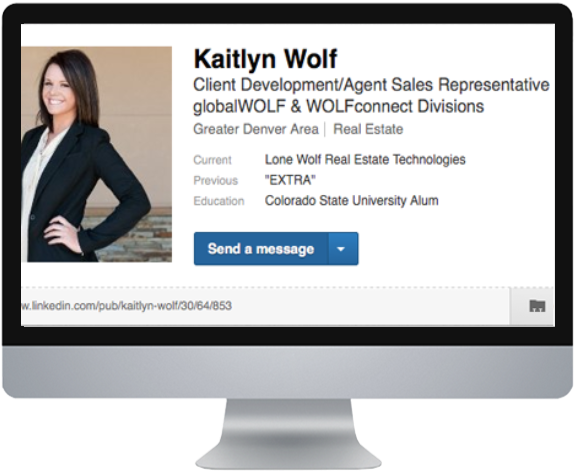 Kaitlyn Wolf
Client Development/Agent Sales Representative
globalWOLF & WOLFconnect Divisions
Greater Denver Area | Real Estate
Current Lone Wolf Real Estate Technologies
Previous "EXTRA"
Education Colorado State University Alum
Send a message
w.linkedin.com/pub/kaitlyn-wolf/30/64/853